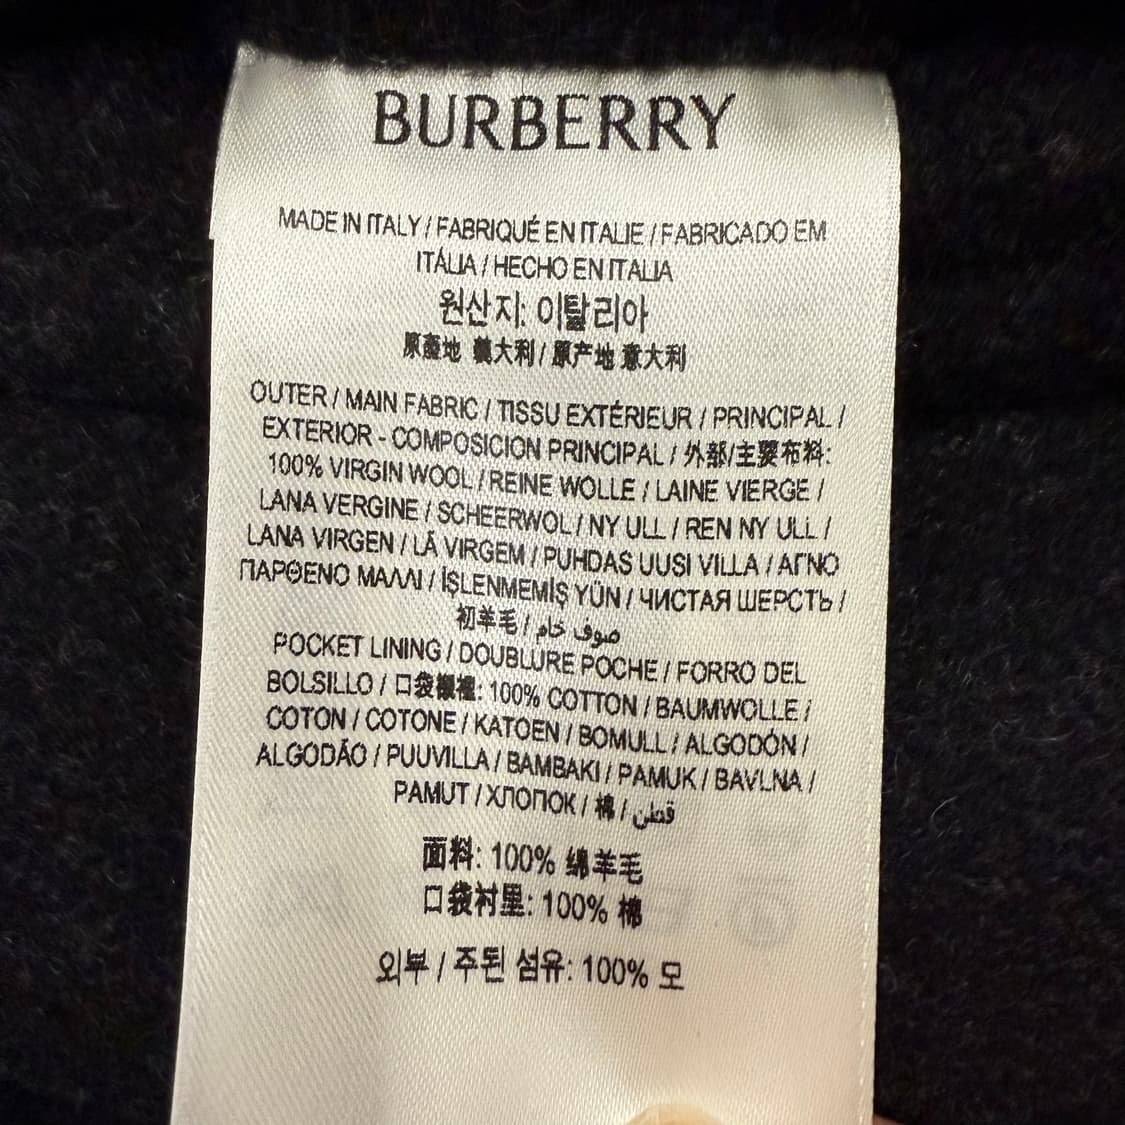 BURBERRY
MADE IN ITALY / FABRIQUÉ EN ITALIE / FABRICADO EM
ITÁLIA / HECHO EN ITALIA
원산지: 이탈리아
原產地 義大利 / 原产地 意大利
OUTER / MAIN FABRIC / TISSU EXTÉRIEUR / PRINCIPAL /
EXTERIOR - COMPOSICION PRINCIPAL / 外部/主要布料:
100% VIRGIN WOOL / REINE WOLLE / LAINE VIERGE /
LANA VERGINE / SCHEERWOL / NY ULL / REN NY ULL /
LANA VIRGEN / LÃ VIRGEM / PUHDAS UUSI VILLA / ΑΓΝΟ
ΠΑΡΘΕΝΟ ΜΑΛΛΙ / İŞLENMEMİŞ YÜN / ЧИСТАЯ ШЕРСТЬ /
初羊毛 / صوف خام
POCKET LINING / DOUBLURE POCHE / FORRO DEL
BOLSILLO / 口袋襯裡: 100% COTTON / BAUMWOLLE /
COTON / COTONE / KATOEN / BOMULL / ALGODÓN /
ALGODÃO / PUUVILLA / BAMBAKI / PAMUK / BAVLNA /
PAMUT / ХЛОПОК / 棉 / قطن
面料: 100% 绵羊毛
口袋衬里: 100% 棉
외부 / 주된 섬유: 100% 모